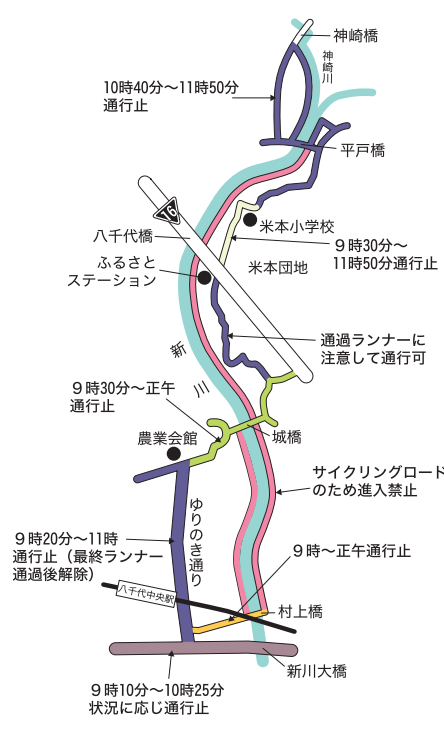 神崎橋
神崎川
10時40分～11時50分
通行止
平戸橋
16
米本小学校
八千代橋
９時30分～
11時50分通行止
米本団地
ふるさと
ステーション
通過ランナーに
注意して通行可
新川
９時30分～正午
通行止
農業会館
城橋
サイクリングロード
のため進入禁止
ゆりのき通り
９時20分～11時
通行止（最終ランナー
通過後解除）
９時～正午通行止
八千代中央駅
村上橋
新川大橋
９時10分～10時25分
状況に応じ通行止